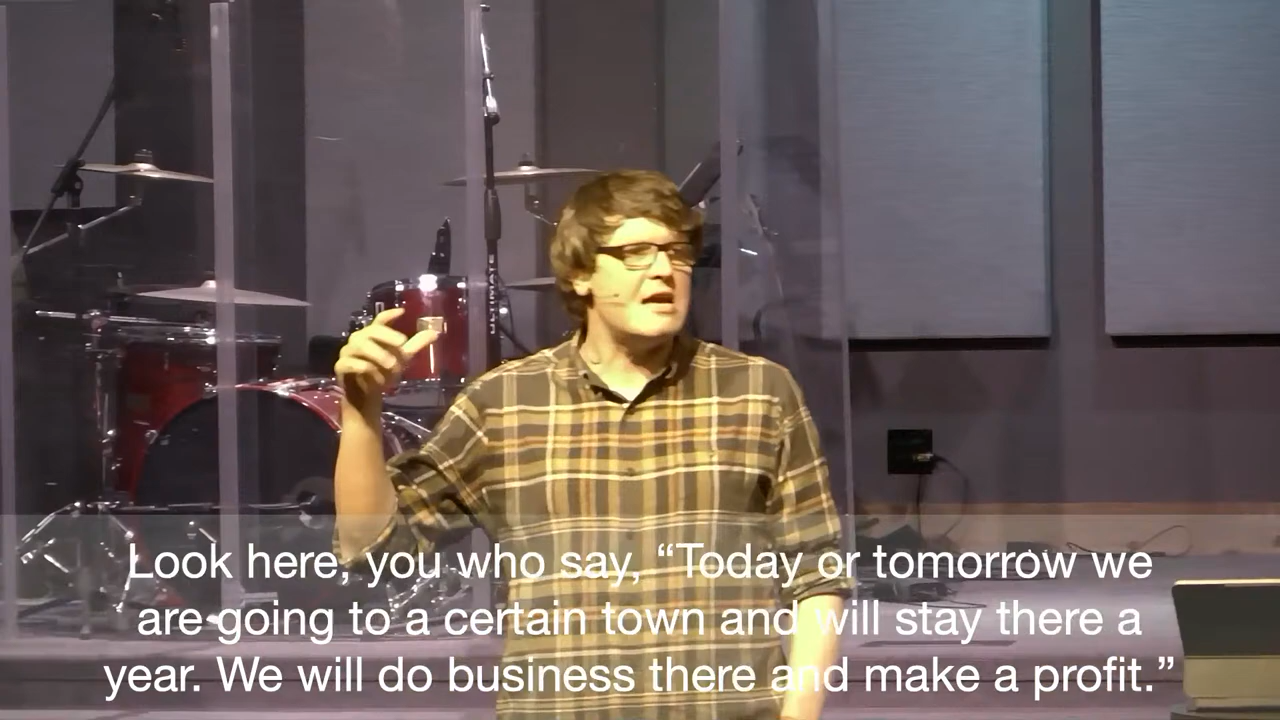 Look here, you who say, “Today or tomorrow we
are going to a certain town and will stay there a
year. We will do business there and make a profit.”